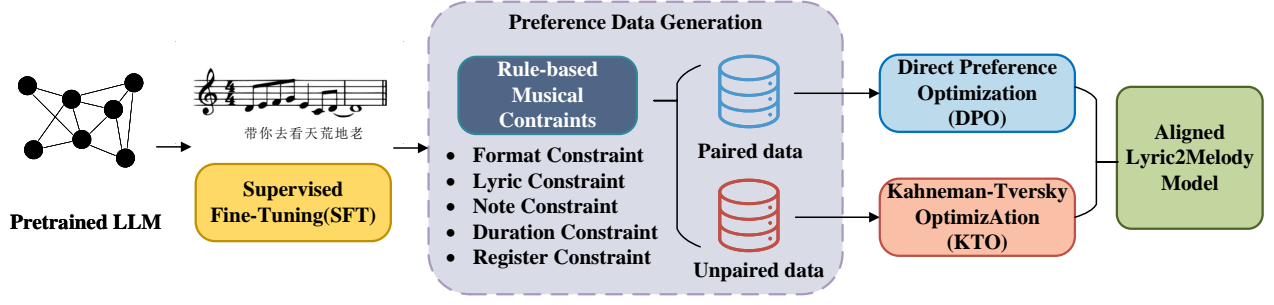 Pretrained LLM
4
4
带你去看天荒地老
Supervised
Fine-Tuning(SFT)
Preference Data Generation
Rule-based
Musical
Contraints
• Format Constraint
• Lyric Constraint
• Note Constraint
• Duration Constraint
• Register Constraint
Paired data
Unpaired data
Direct Preference
Optimization
(DPO)
Kahneman-Tversky
OptimizAtion
(KTO)
Aligned
Lyric2Melody
Model